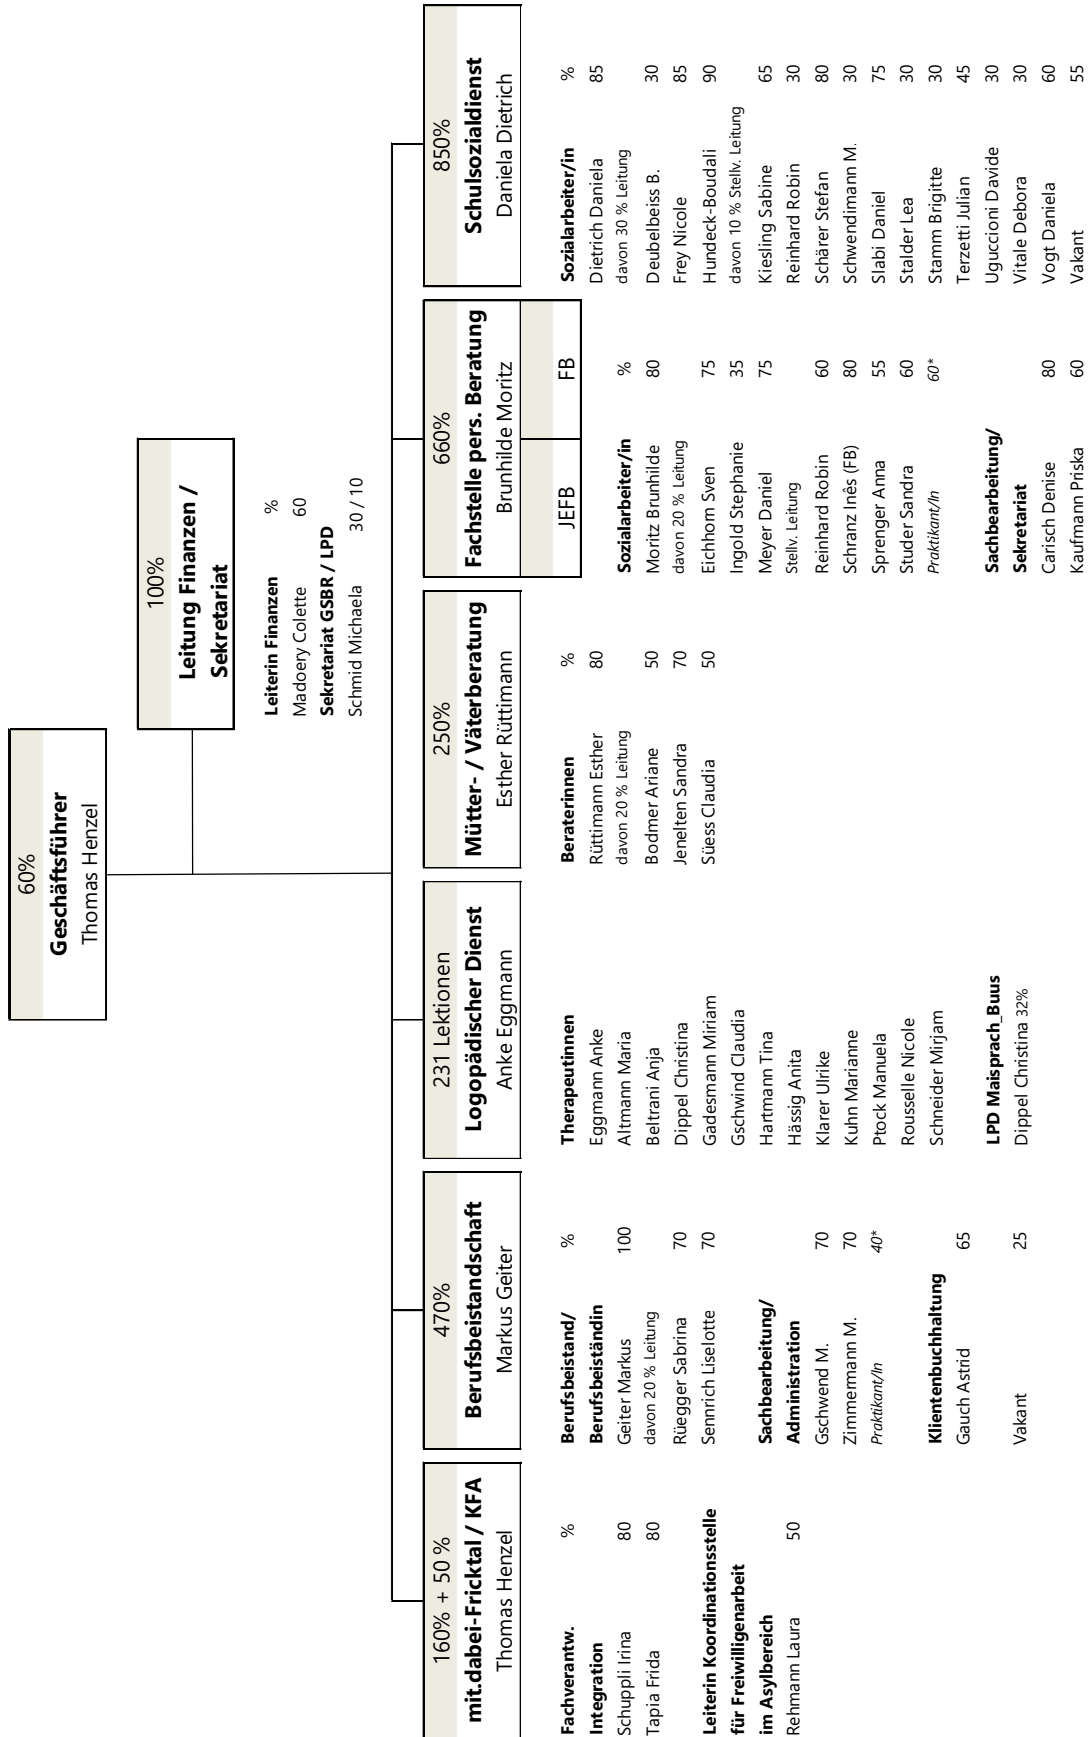 60%
Geschäftsführer
Thomas Henzel
100%
Leitung Finanzen /
Sekretariat
Leiterin Finanzen %
Madoery Colette 60
Sekretariat GSBR / LPD
Schmid Michaela 30 / 10
160% + 50 %
mit.dabei-Fricktal / KFA
Thomas Henzel
Fachverantw. %
Integration
Schuppli Irina 80
Tapia Frida 80
Leiterin Koordinationsstelle
für Freiwilligenarbeit
im Asylbereich
Rehmann Laura 50
470%
Berufsbeistandschaft
Markus Geiter
Berufsbeistand/ %
Berufsbeiständin
Geiter Markus 100
davon 20 % Leitung
Rüegger Sabrina 70
Sennrich Liselotte 70
Sachbearbeitung/
Administration
Gschwend M. 70
Zimmermann M. 70
Praktikant/In 40*
Klientenbuchhaltung
Gauch Astrid 65
Vakant 25
231 Lektionen
Logopädischer Dienst
Anke Eggmann
Therapeutinnen
Eggmann Anke
Altmann Maria
Beltrani Anja
Dippel Christina
Gadesmann Miriam
Gschwind Claudia
Hartmann Tina
Hässig Anita
Klarer Ulrike
Kuhn Marianne
Ptock Manuela
Rousselle Nicole
Schneider Mirjam
LPD Maisprach_Buus
Dippel Christina 32%
250%
Mütter- / Väterberatung
Esther Rüttimann
Beraterinnen %
Rüttimann Esther 80
davon 20 % Leitung
Bodmer Ariane 50
Jenelten Sandra 70
Süess Claudia 50
660%
Fachstelle pers. Beratung
Brunhilde Moritz
JEFB FB
Sozialarbeiter/in %
Moritz Brunhilde 80
davon 20 % Leitung
Eichhorn Sven 75
Ingold Stephanie 35
Meyer Daniel 75
Stellv. Leitung
Reinhard Robin 60
Schranz Inês (FB) 80
Sprenger Anna 55
Studer Sandra 60
Praktikant/In 60*
Sachbearbeitung/
Sekretariat
Carisch Denise 80
Kaufmann Priska 60
850%
Schulsozialdienst
Daniela Dietrich
Sozialarbeiter/in %
Dietrich Daniela 85
davon 30 % Leitung
Deubelbeiss B. 30
Frey Nicole 85
Hundeck-Boudali 90
davon 10 % Stellv. Leitung
Kiesling Sabine 65
Reinhard Robin 30
Schärer Stefan 80
Schwendimann M. 30
Slabi Daniel 75
Stalder Lea 30
Stamm Brigitte 30
Terzetti Julian 45
Uguccioni Davide 30
Vitale Debora 30
Vogt Daniela 60
Vakant 55